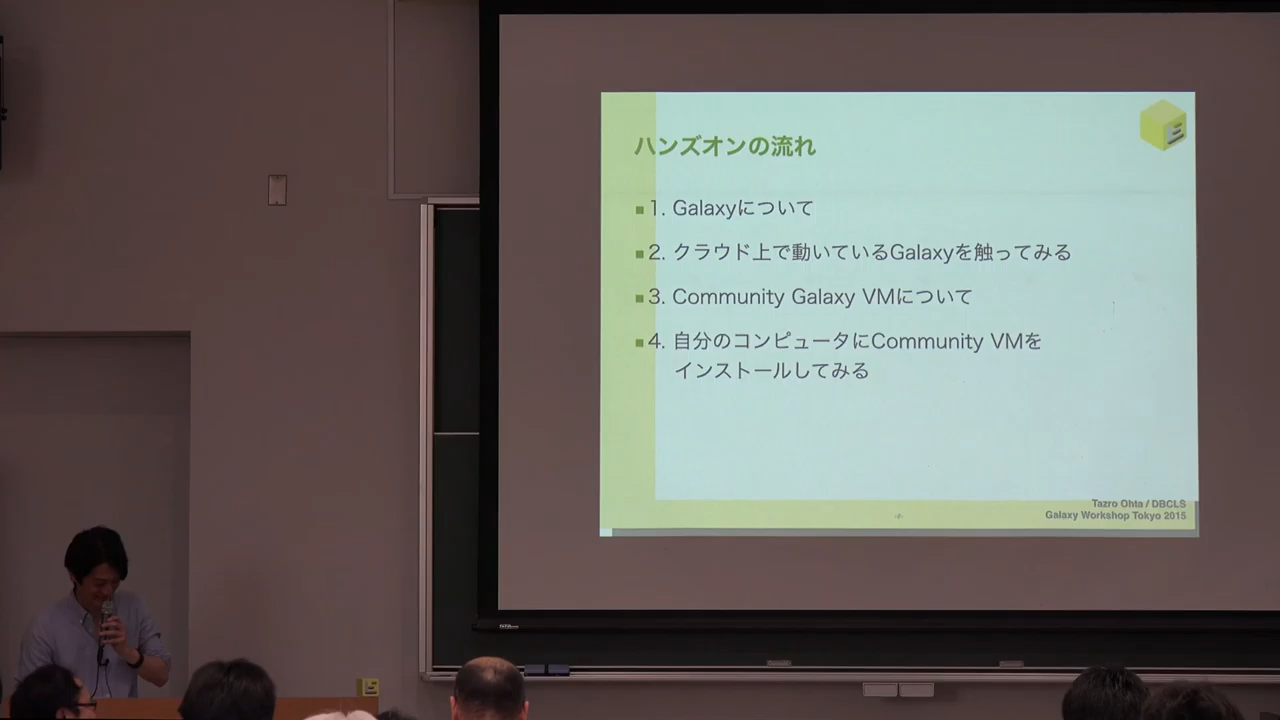 ハンズオンの流れ
1. Galaxyについて
2. クラウド上で動いているGalaxyを触ってみる
3. Community Galaxy VMについて
4. 自分のコンピュータにCommunity VMを
インストールしてみる
Tazro Ohta / DBCLS
Galaxy Workshop Tokyo 2015